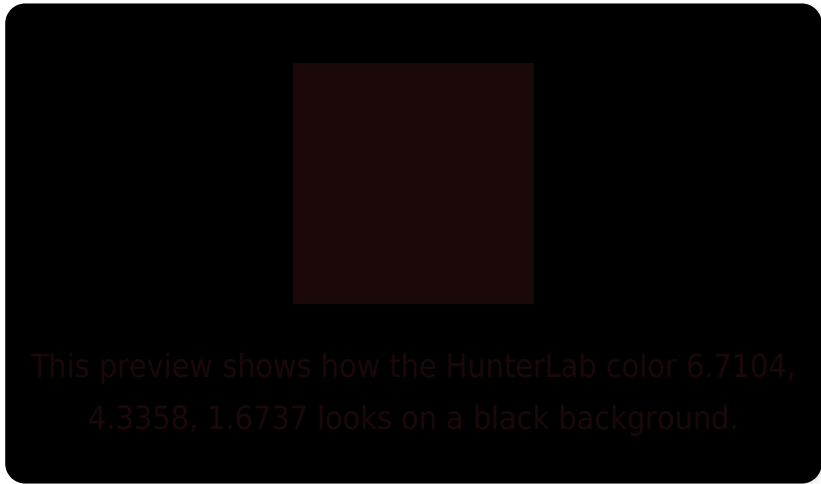 This preview shows how the HunterLab color 6.7104,
4.3358, 1.6737 looks on a black background.